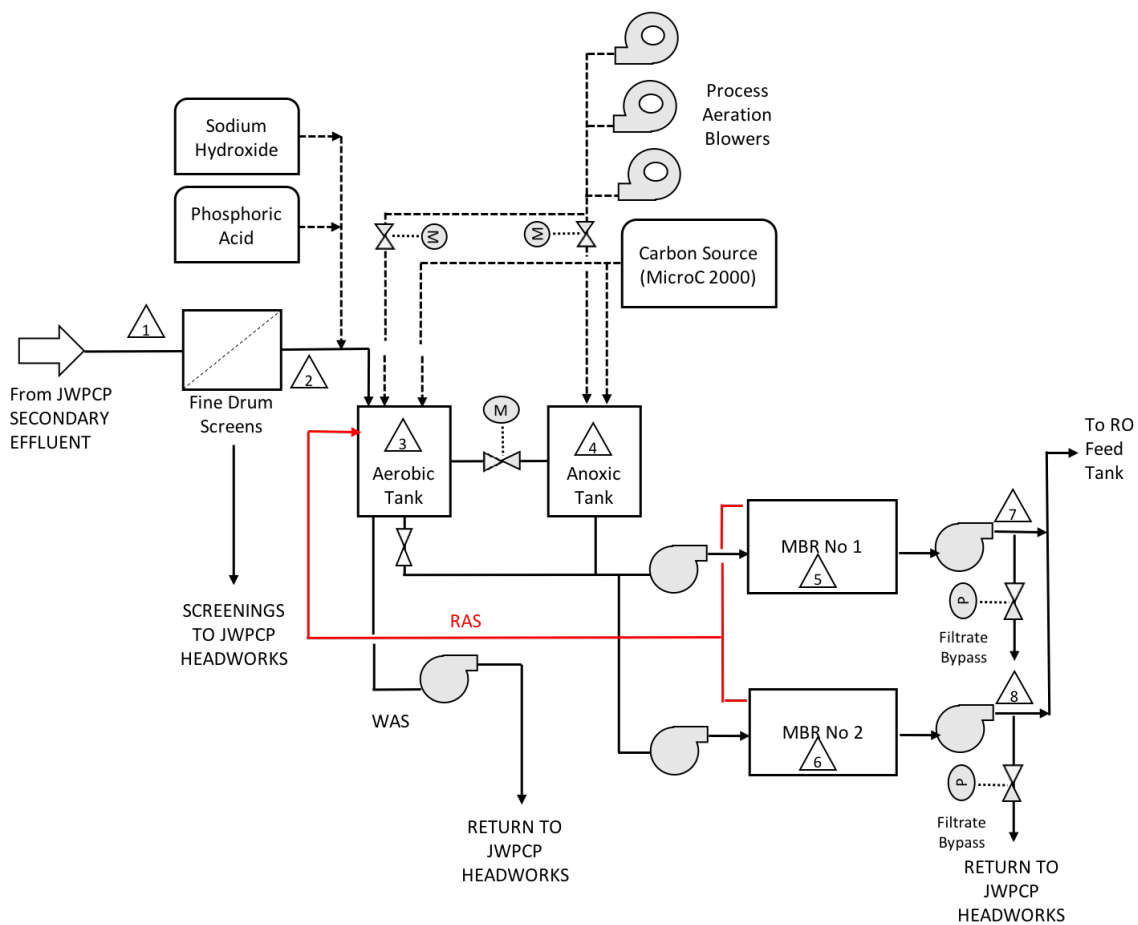 Process
Aeration
Blowers
Sodium
Hydroxide
Phosphoric
Acid
M
M
Carbon Source
(MicroC 2000)
1
2
From JWPCP
SECONDARY
EFFLUENT
Fine Drum
Screens
M
3
Aerobic
Tank
4
Anoxic
Tank
To RO
Feed
Tank
7
MBR No 1
5
P
Filtrate
Bypass
SCREENINGS
TO JWPCP
HEADWORKS
RAS
WAS
8
MBR No 2
6
P
Filtrate
Bypass
RETURN TO
JWPCP
HEADWORKS
RETURN TO
JWPCP
HEADWORKS